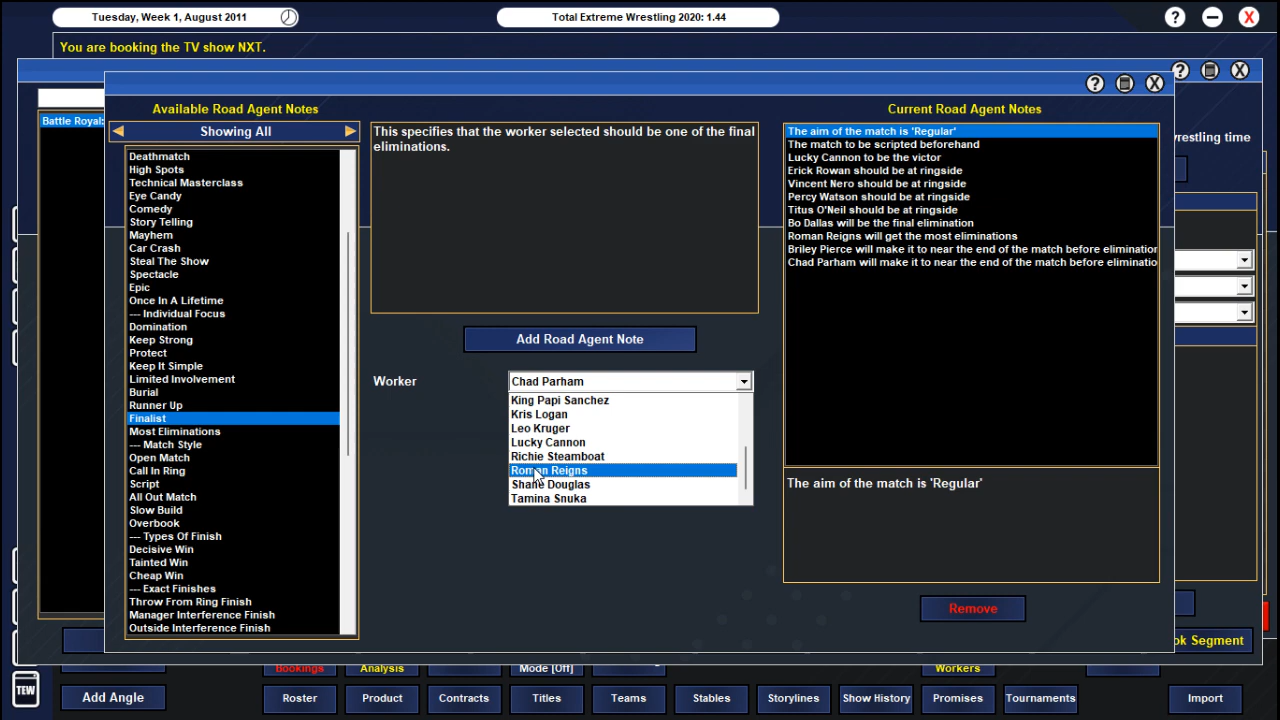 Tuesday, Week 1, August 2011
Total Extreme Wrestling 2020: 1.44
? X
You are booking the TV show NXT.
? X
? X
Available Road Agent Notes
Current Road Agent Notes
Showing All
Battle Royal:
wrestling time
Deathmatch
High Spots
Technical Masterclass
Eye Candy
Comedy
Story Telling
Mayhem
Car Crash
Steal The Show
Spectacle
Epic
Once In A Lifetime
--- Individual Focus
Domination
Keep Strong
Protect
Keep It Simple
Limited Involvement
Burial
Runner Up
Finalist
Most Eliminations
--- Match Style
Open Match
Call In Ring
Script
All Out Match
Slow Build
Overbook
--- Types Of Finish
Decisive Win
Tainted Win
Cheap Win
--- Exact Finishes
Throw From Ring Finish
Manager Interference Finish
Outside Interference Finish
This specifies that the worker selected should be one of the final
eliminations.
Add Road Agent Note
Worker
Chad Parham
King Papi Sanchez
Kris Logan
Leo Kruger
Lucky Cannon
Richie Steamboat
Roman Reigns
Shane Douglas
Tamina Snuka
The aim of the match is 'Regular'
The match to be scripted beforehand
Lucky Cannon to be the victor
Erick Rowan should be at ringside
Vincent Nero should be at ringside
Percy Watson should be at ringside
Titus O'Neil should be at ringside
Bo Dallas will be the final elimination
Roman Reigns will get the most eliminations
Briley Pierce will make it to near the end of the match before elimination
Chad Parham will make it to near the end of the match before eliminatio
The aim of the match is 'Regular'
Remove
ok Segment
Bookings
Analysis
Mode [Off]
Workers
TEW
Add Angle
Roster
Product
Contracts
Titles
Teams
Stables
Storylines
Show History
Promises
Tournaments
Import